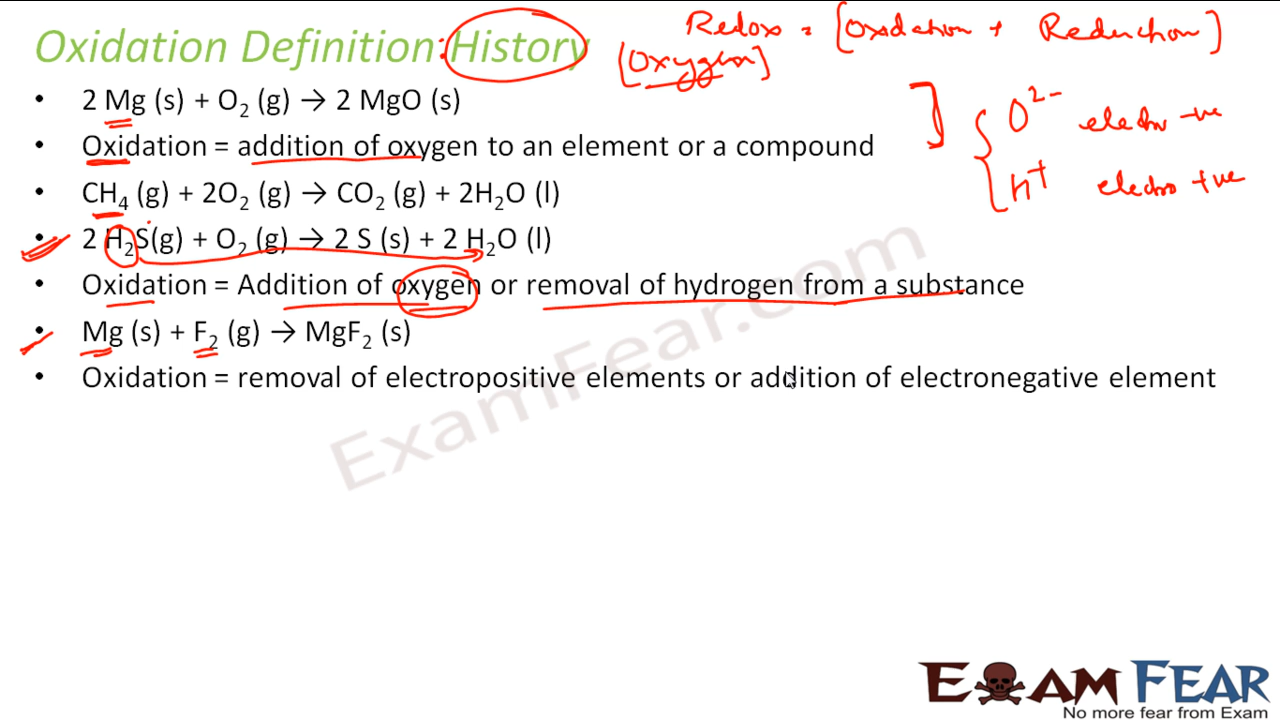 Oxidation Definition: History
Redox = [Oxidation + Reduction]
[Oxygen]
• 2 Mg (s) + O₂ (g) → 2 MgO (s)
• Oxidation = addition of oxygen to an element or a compound
O²⁻ electro -ve
• CH₄ (g) + 2O₂ (g) → CO₂ (g) + 2H₂O (l)
H⁺ electro +ve
• 2 H₂S(g) + O₂ (g) → 2 S (s) + 2 H₂O (l)
• Oxidation = Addition of oxygen or removal of hydrogen from a substance
• Mg (s) + F₂ (g) → MgF₂ (s)
• Oxidation = removal of electropositive elements or addition of electronegative element
ExamFear.com
EXAMFEAR
No more fear from Exam